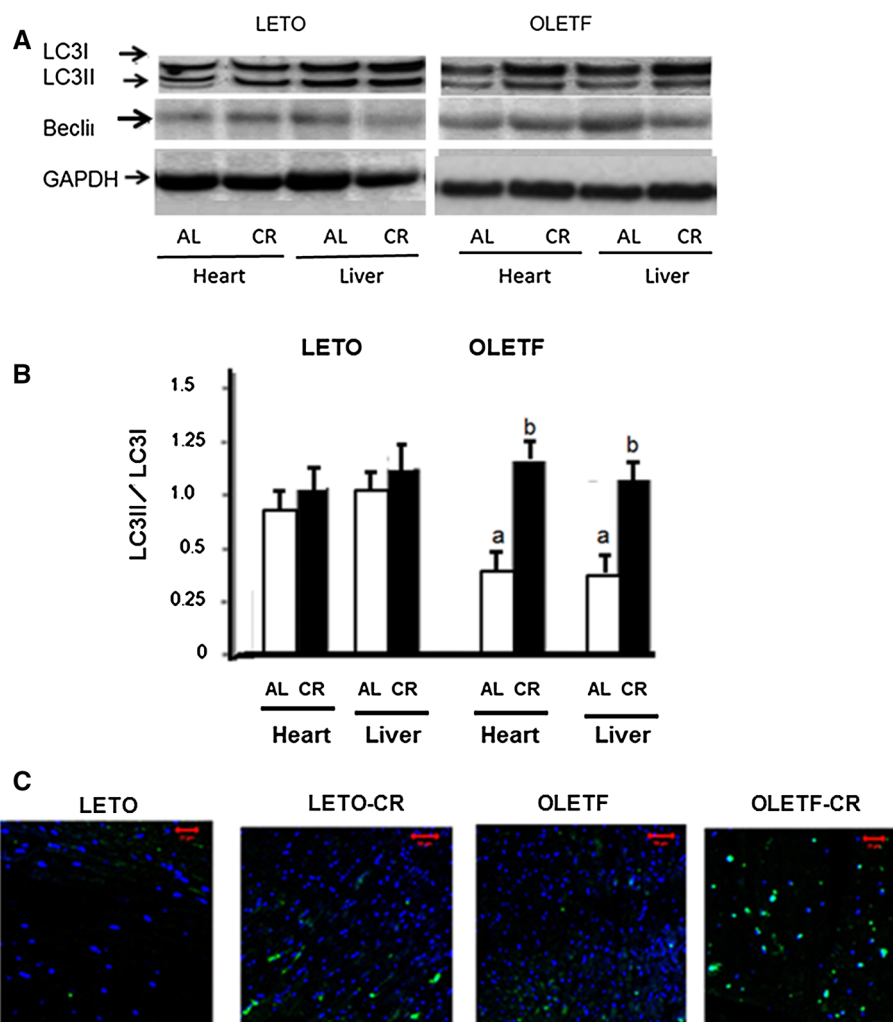 A
LETO OLETF
LC3I
LC3II
Beclii
GAPDH
AL CR AL CR AL CR AL CR
Heart Liver Heart Liver
B
LETO OLETF
LC3II/ LC3I
1.5
1.25
1.0
0.5
0.25
0
a b a b
AL CR AL CR AL CR AL CR
Heart Liver Heart Liver
C
LETO LETO-CR OLETF OLETF-CR